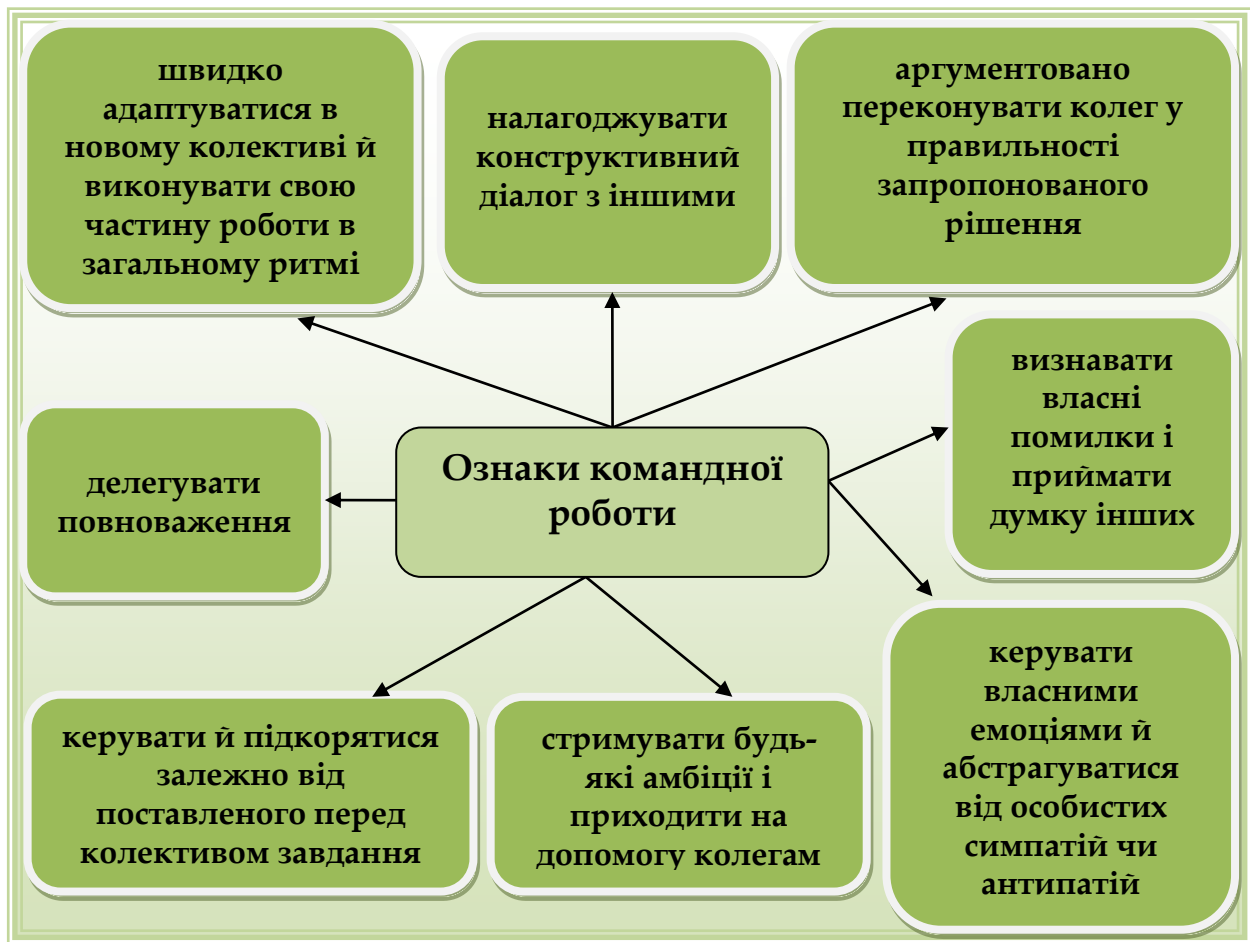 швидко
адаптуватися в
новому колективі й
виконувати свою
частину роботи в
загальному ритмі
налагоджувати
конструктивний
діалог з іншими
аргументовано
переконувати колег у
правильності
запропонованого
рішення
визнавати
власні
помилки і
приймати
думку інших
Ознаки командної
роботи
делегувати
повноваження
керувати й підкорятися
залежно від
поставленого перед
колективом завдання
стримувати будь-
які амбіції і
приходити на
допомогу колегам
керувати
власними
емоціями й
абстрагуватися
від особистих
симпатій чи
антипатій